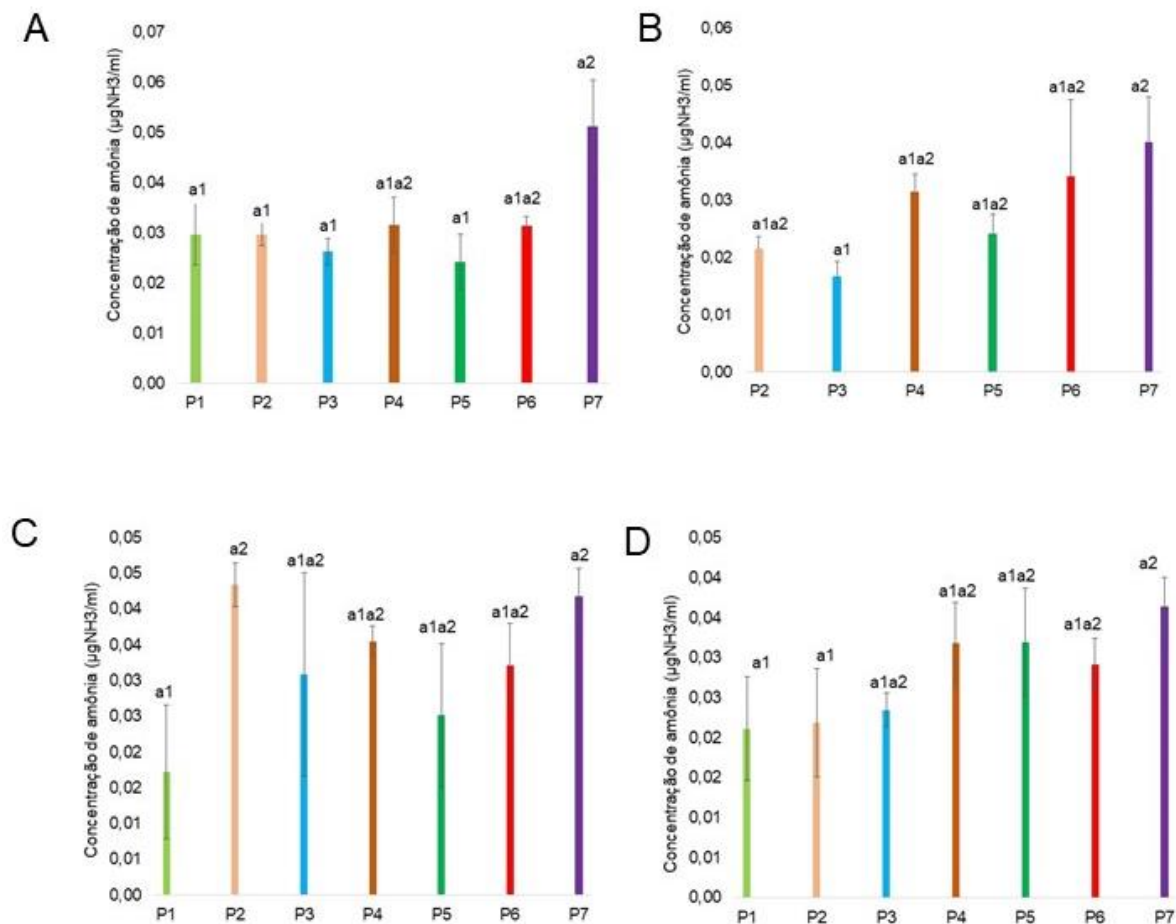 A
Concentração de amônia (µgNH3/ml)
0,07
0,06
0,05
0,04
0,03
0,02
0,01
0,00
a1
a1
a1
a1a2
a1
a1a2
a2
P1 P2 P3 P4 P5 P6 P7
B
Concentração de amônia (µgNH3/ml)
0,06
0,05
0,04
0,03
0,02
0,01
0,00
a1a2
a1
a1a2
a1a2
a1a2
a2
P2 P3 P4 P5 P6 P7
C
Concentração de amônia (µgNH3/ml)
0,05
0,05
0,04
0,04
0,03
0,03
0,02
0,02
0,01
0,01
0,00
a1
a2
a1a2
a1a2
a1a2
a1a2
a2
P1 P2 P3 P4 P5 P6 P7
D
Concentração de amônia (µgNH3/ml)
0,05
0,04
0,04
0,03
0,03
0,02
0,02
0,01
0,01
0,00
a1
a1
a1a2
a1a2
a1a2
a1a2
a2
P1 P2 P3 P4 P5 P6 P7